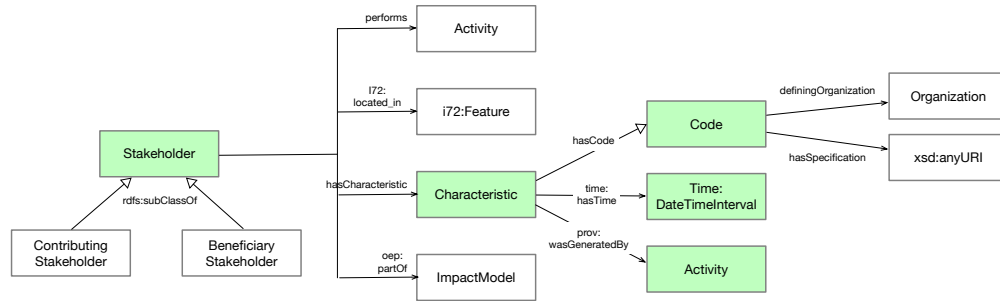 performs
Activity
I72:
located_in
i72:Feature
Organization
definingOrganization
Code
hasCode
Stakeholder
hasSpecification
xsd:anyURI
hasCharacteristic
Characteristic
time:
hasTime
Time:
DateTimeInterval
rdfs:subClassOf
prov:
wasGeneratedBy
Contributing
Stakeholder
Beneficiary
Stakeholder
oep:
partOf
ImpactModel
Activity